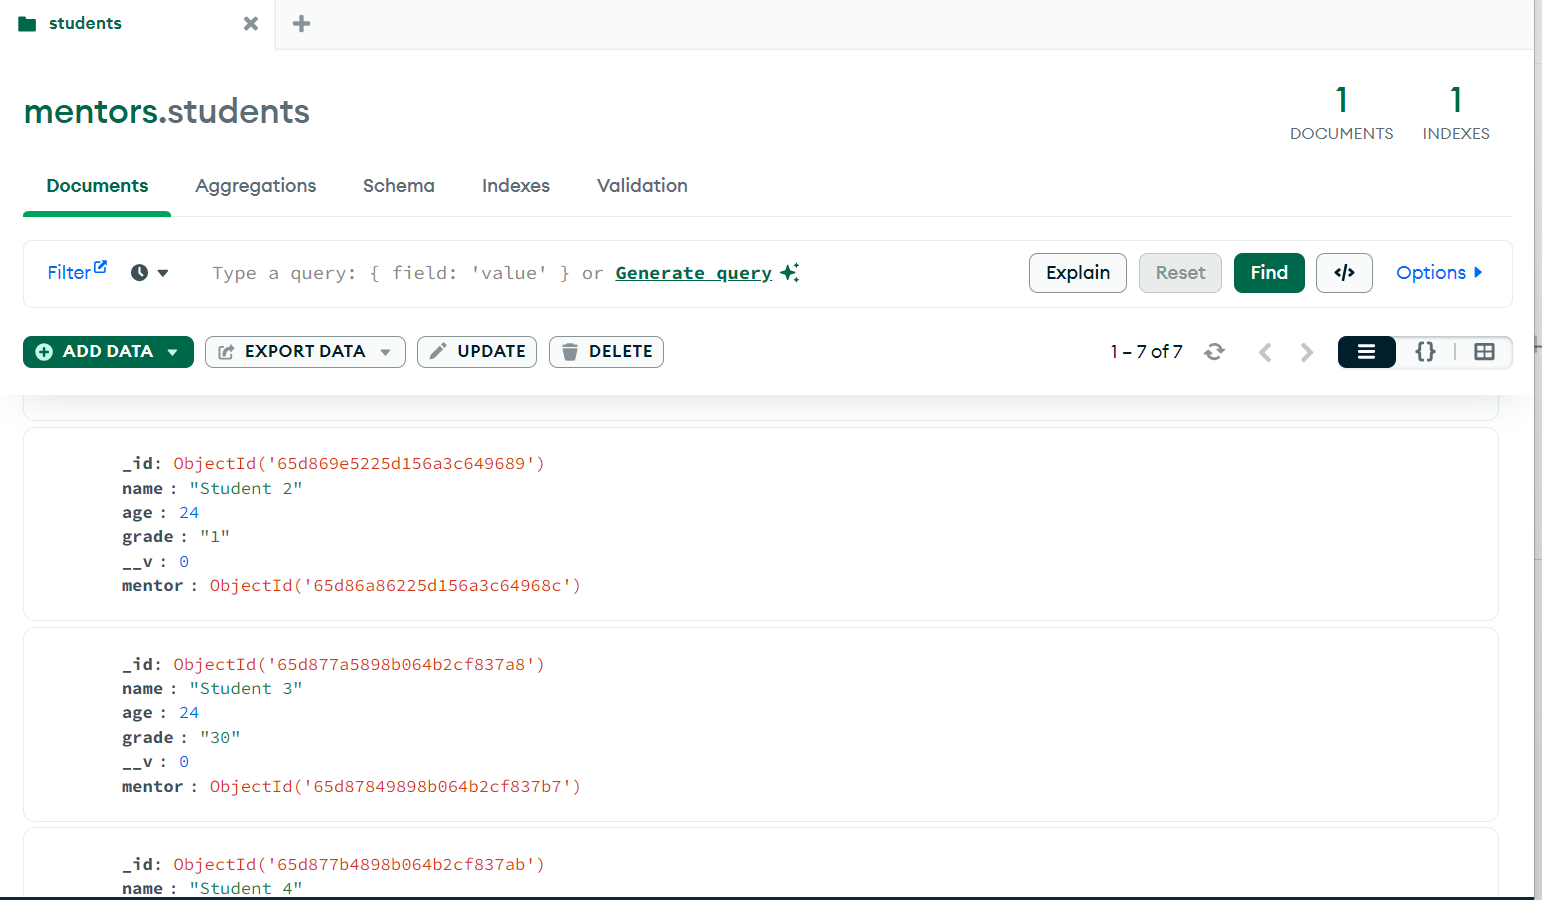 students
mentors.students
1
DOCUMENTS
1
INDEXES
Documents
Aggregations
Schema
Indexes
Validation
Filter
Type a query: { field: 'value' } or Generate query
Explain
Reset
Find
</>
Options
ADD DATA
EXPORT DATA
UPDATE
DELETE
1 – 7 of 7
{}
_id: ObjectId('65d869e5225d156a3c649689')
name : "Student 2"
age : 24
grade : "1"
__v : 0
mentor : ObjectId('65d86a86225d156a3c64968c')
_id: ObjectId('65d877a5898b064b2cf837a8')
name : "Student 3"
age : 24
grade : "30"
__v : 0
mentor : ObjectId('65d87849898b064b2cf837b7')
_id: ObjectId('65d877b4898b064b2cf837ab')
name : "Student 4"